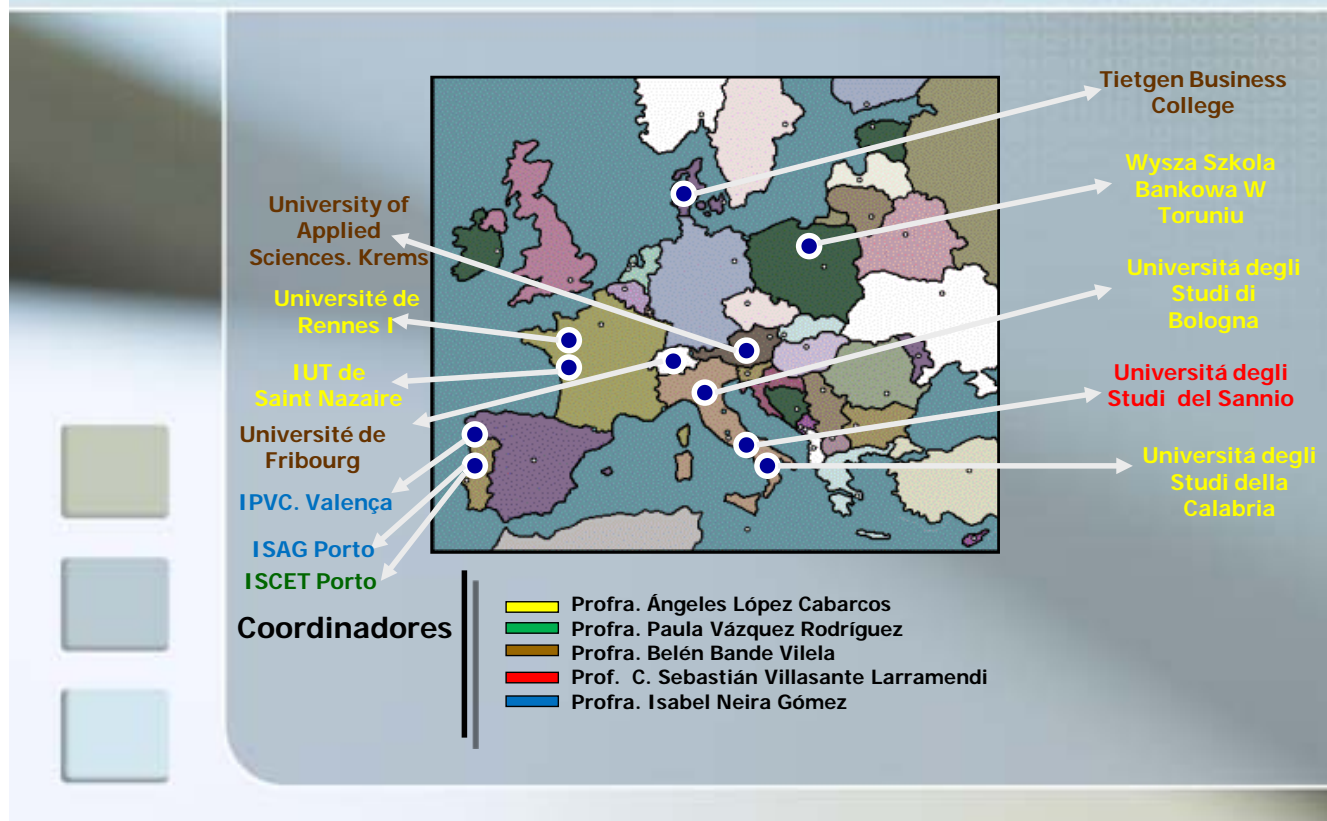 University of
Applied
Sciences. Krems
Université de
Rennes I
IUT de
Saint Nazaire
Université de
Fribourg
IPVC. Valença
ISAG Porto
ISCET Porto
Tietgen Business
College
Wysza Szkola
Bankowa W
Toruniu
Universitá degli
Studi di
Bologna
Universitá degli
Studi del Sannio
Universitá degli
Studi della
Calabria
Coordinadores
Profra. Ángeles López Cabarcos
Profra. Paula Vázquez Rodríguez
Profra. Belén Bande Vilela
Prof. C. Sebastián Villasante Larramendi
Profra. Isabel Neira Gómez